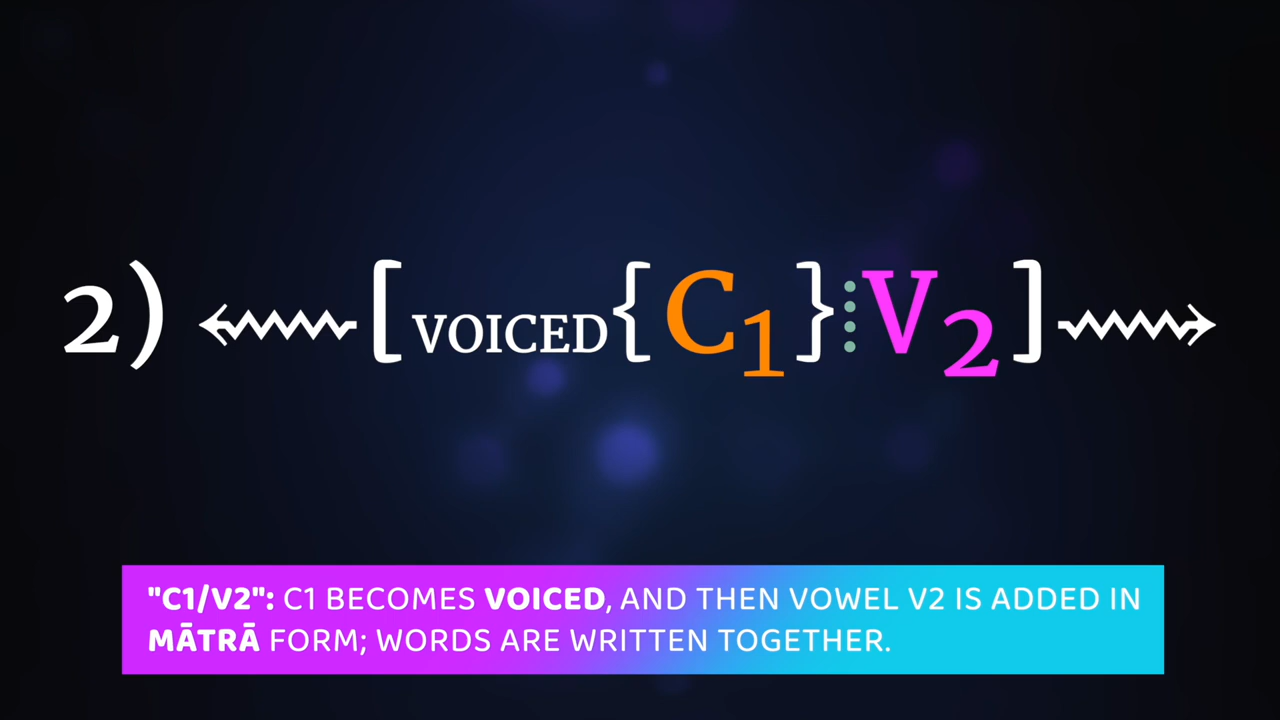 2) [VOICED{C1}⁞V2]
"C1/V2": C1 BECOMES VOICED, AND THEN VOWEL V2 IS ADDED IN
MĀTRĀ FORM; WORDS ARE WRITTEN TOGETHER.